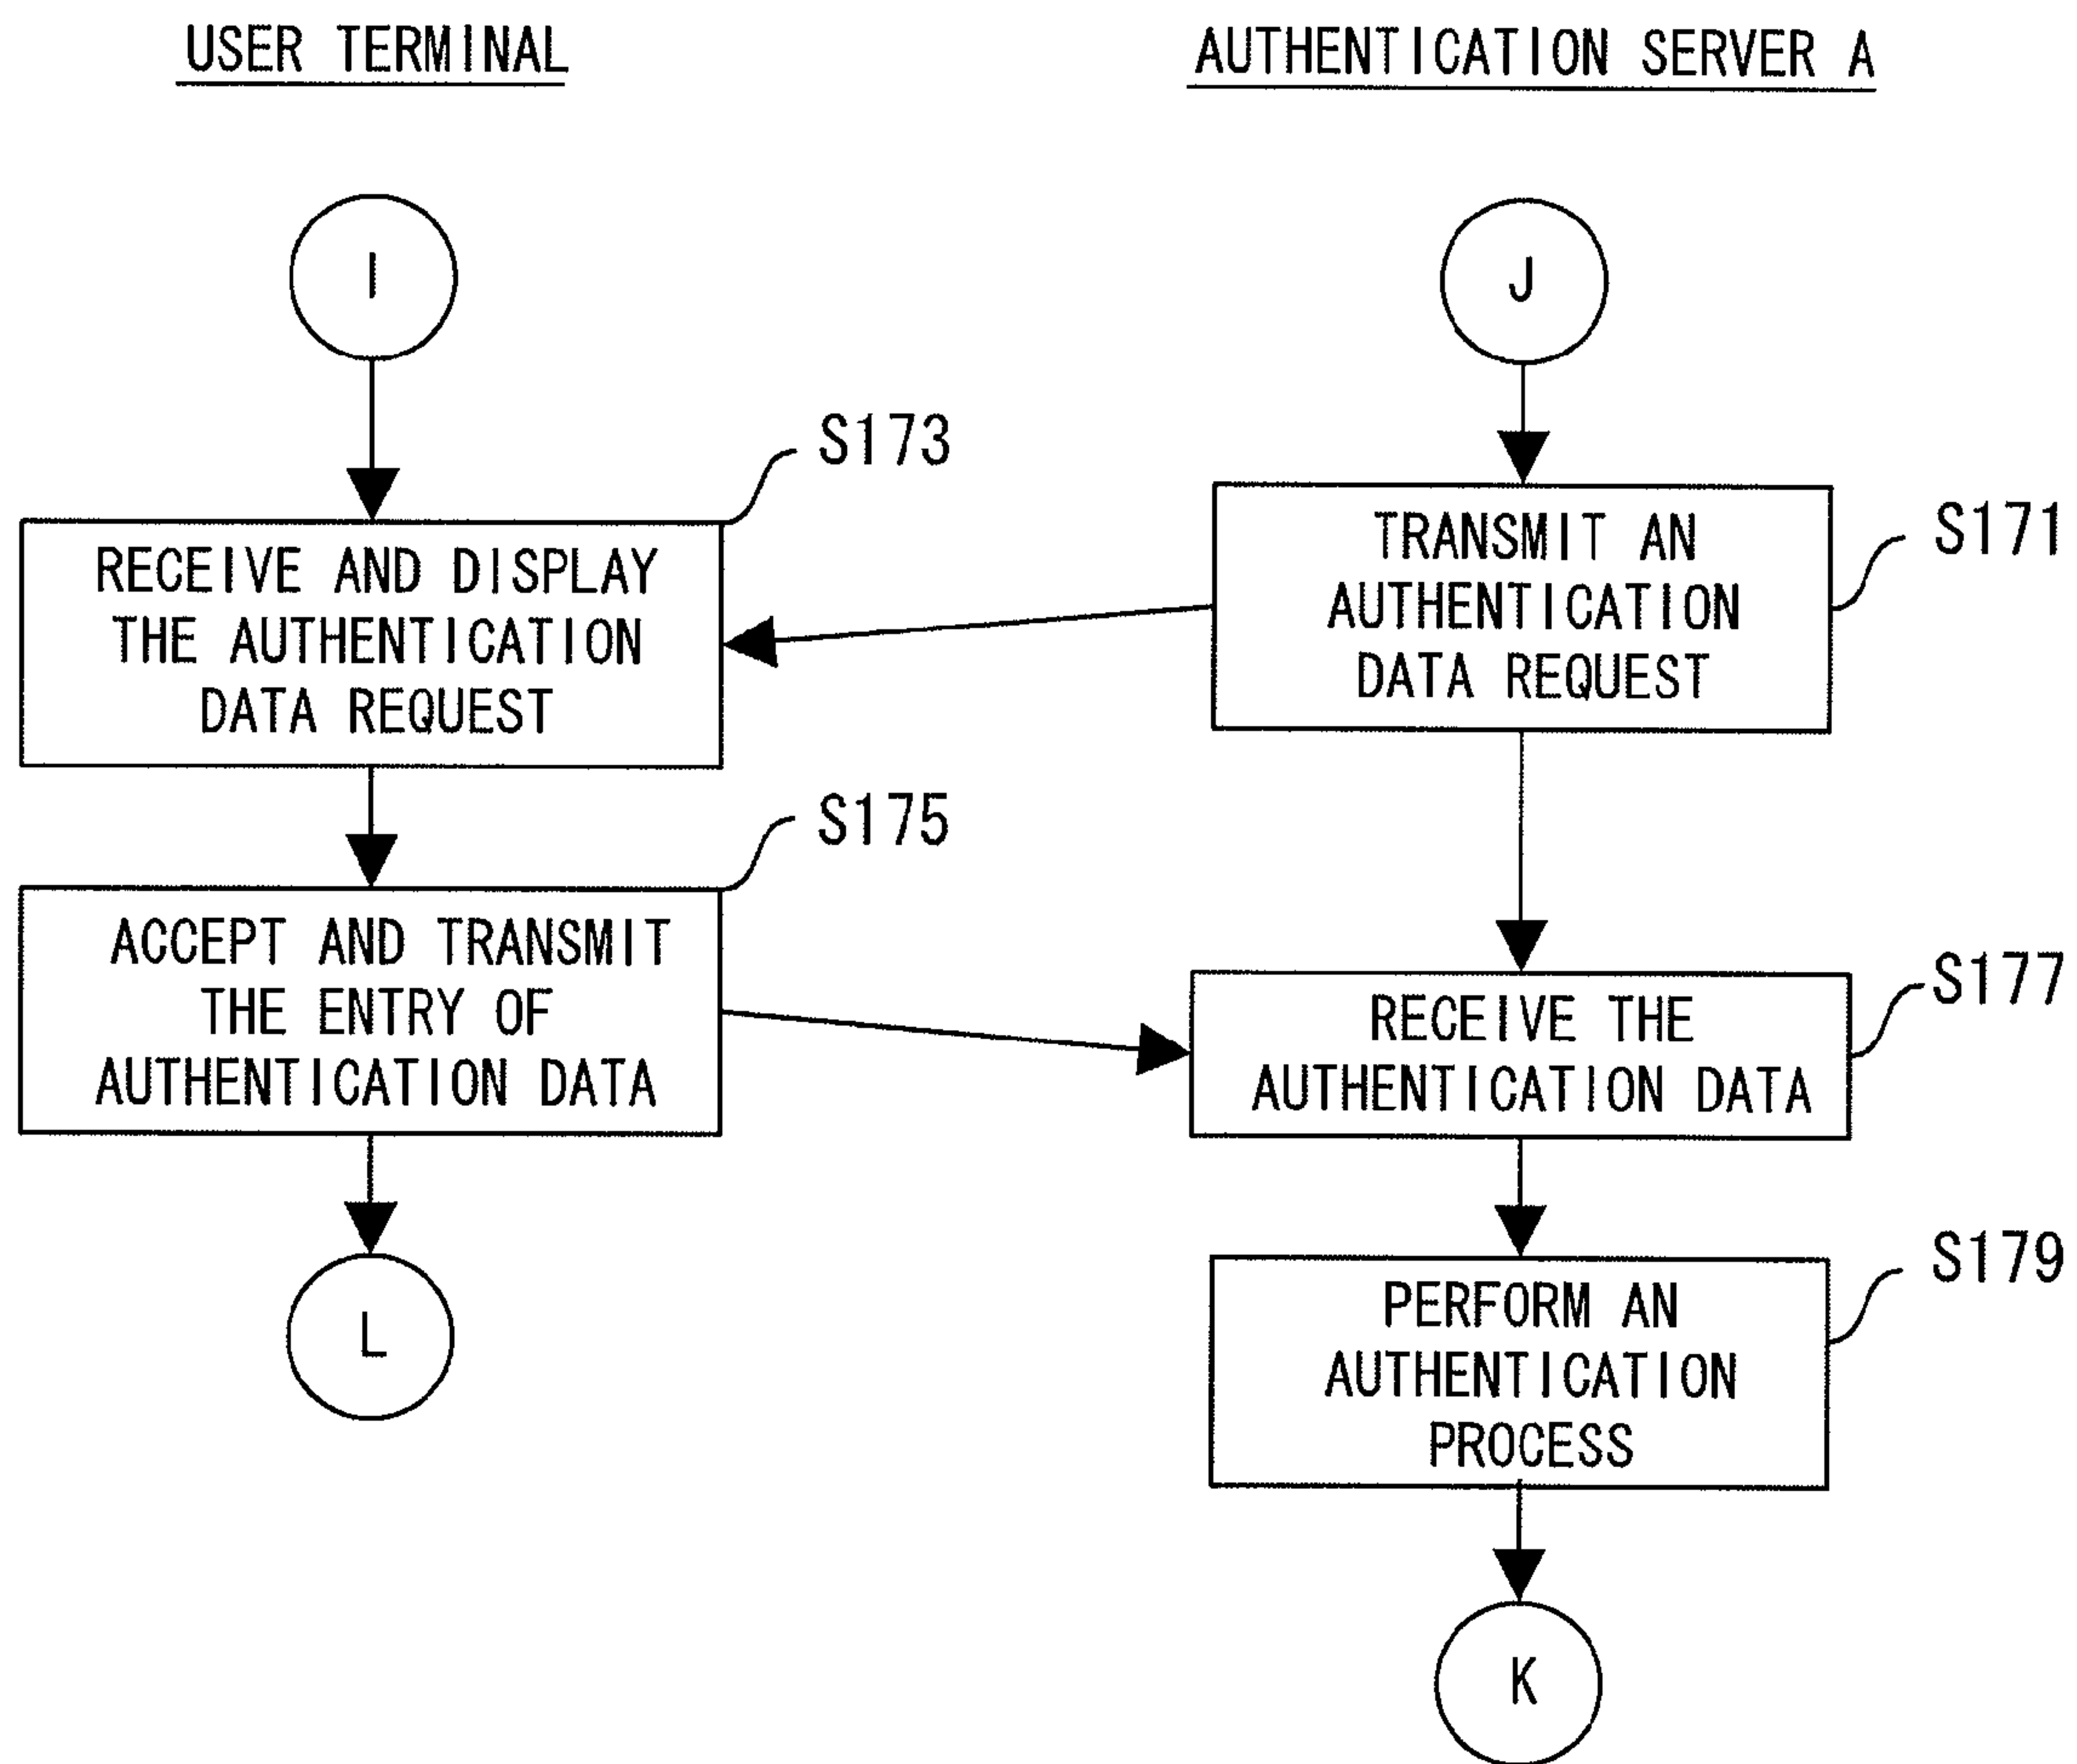 USER TERMINAL
AUTHENTICATION SERVER A
I
J
S173
RECEIVE AND DISPLAY
THE AUTHENTICATION
DATA REQUEST
S171
TRANSMIT AN
AUTHENTICATION
DATA REQUEST
S175
ACCEPT AND TRANSMIT
THE ENTRY OF
AUTHENTICATION DATA
S177
RECEIVE THE
AUTHENTICATION DATA
L
S179
PERFORM AN
AUTHENTICATION
PROCESS
K